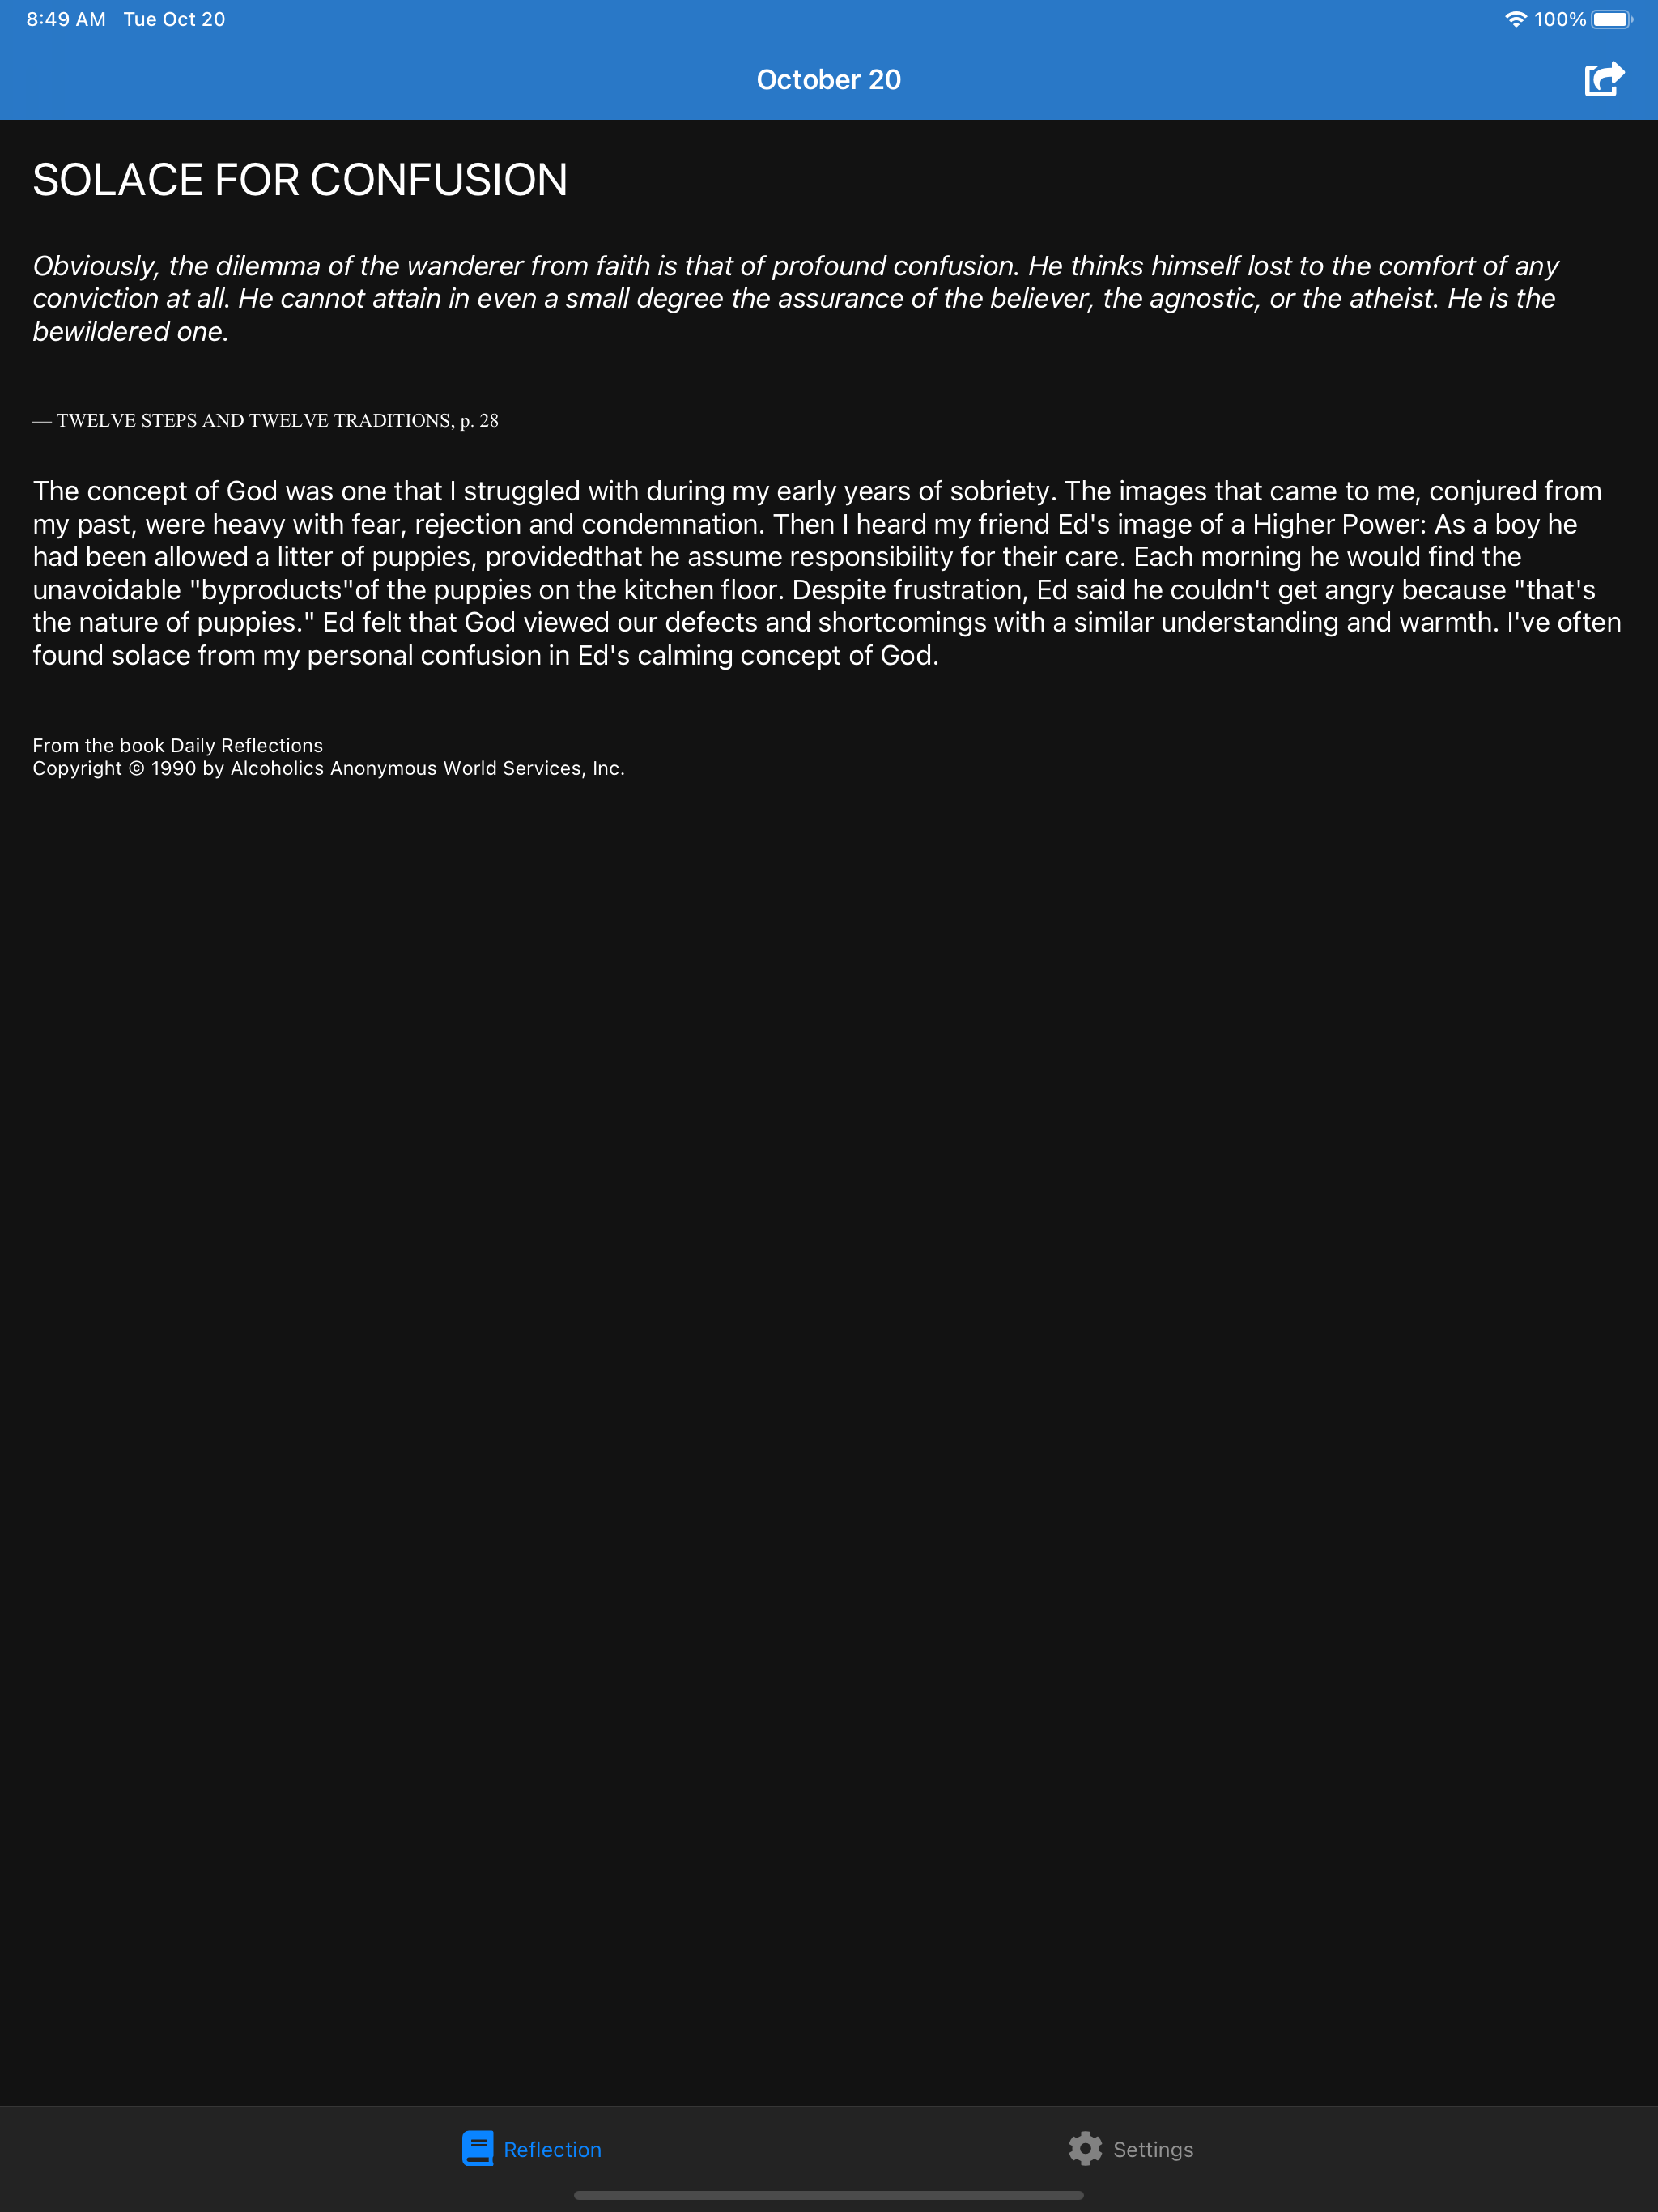 8:49 AM Tue Oct 20
100%
October 20
SOLACE FOR CONFUSION
Obviously, the dilemma of the wanderer from faith is that of profound confusion. He thinks himself lost to the comfort of any
conviction at all. He cannot attain in even a small degree the assurance of the believer, the agnostic, or the atheist. He is the
bewildered one.
— TWELVE STEPS AND TWELVE TRADITIONS, p. 28
The concept of God was one that I struggled with during my early years of sobriety. The images that came to me, conjured from
my past, were heavy with fear, rejection and condemnation. Then I heard my friend Ed's image of a Higher Power: As a boy he
had been allowed a litter of puppies, providedthat he assume responsibility for their care. Each morning he would find the
unavoidable "byproducts"of the puppies on the kitchen floor. Despite frustration, Ed said he couldn't get angry because "that's
the nature of puppies." Ed felt that God viewed our defects and shortcomings with a similar understanding and warmth. I've often
found solace from my personal confusion in Ed's calming concept of God.
From the book Daily Reflections
Copyright © 1990 by Alcoholics Anonymous World Services, Inc.
Reflection
Settings